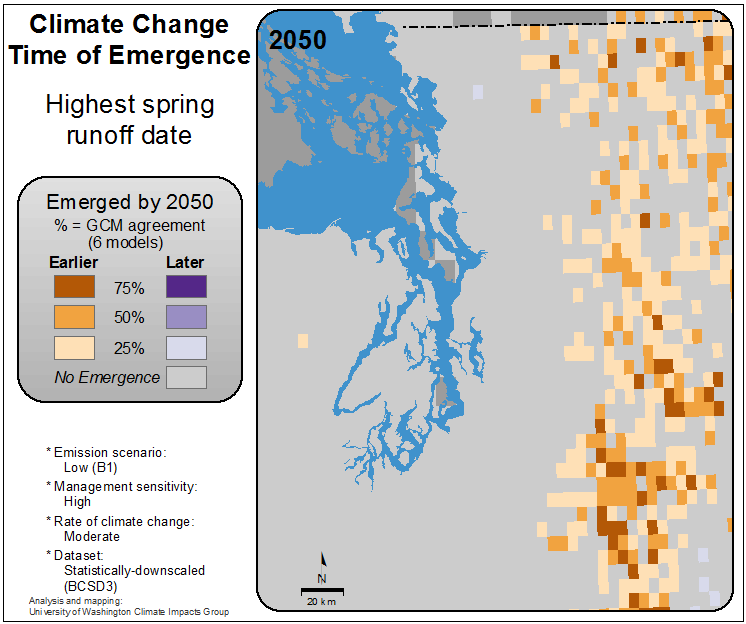 Climate Change
Time of Emergence
Highest spring
runoff date
Emerged by 2050
% = GCM agreement
(6 models)
Earlier Later
75%
50%
25%
No Emergence
* Emission scenario:
Low (B1)
* Management sensitivity:
High
* Rate of climate change:
Moderate
* Dataset:
Statistically-downscaled
(BCSD3)
Analysis and mapping:
University of Washington Climate Impacts Group
2050
N
20 km